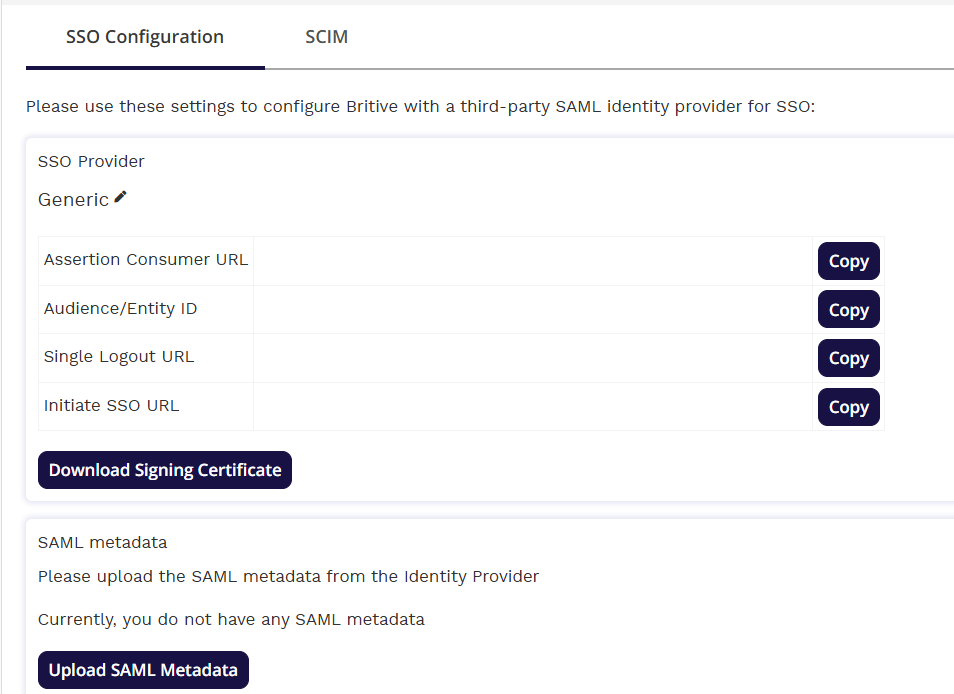 SSO Configuration SCIM
Please use these settings to configure Britive with a third-party SAML identity provider for SSO:
SSO Provider
Generic
Assertion Consumer URL Copy
Audience/Entity ID Copy
Single Logout URL Copy
Initiate SSO URL Copy
Download Signing Certificate
SAML metadata
Please upload the SAML metadata from the Identity Provider
Currently, you do not have any SAML metadata
Upload SAML Metadata